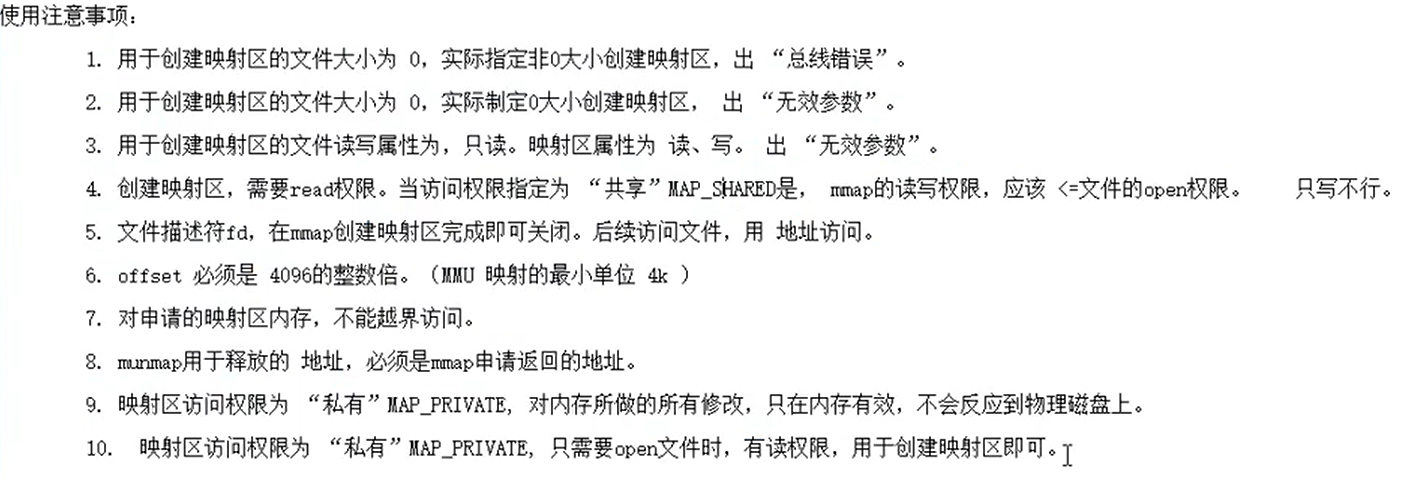 使用注意事项：
1. 用于创建映射区的文件大小为 0，实际指定非0大小创建映射区，出 “总线错误”。
2. 用于创建映射区的文件大小为 0，实际制定0大小创建映射区， 出 “无效参数”。
3. 用于创建映射区的文件读写属性为，只读。映射区属性为 读、写。 出 “无效参数”。
4. 创建映射区，需要read权限。当访问权限指定为 “共享”MAP_SHARED是， mmap的读写权限，应该 <=文件的open权限。 只写不行。
5. 文件描述符fd，在mmap创建映射区完成即可关闭。后续访问文件，用 地址访问。
6. offset 必须是 4096的整数倍。（MMU 映射的最小单位 4k ）
7. 对申请的映射区内存，不能越界访问。
8. munmap用于释放的 地址，必须是mmap申请返回的地址。
9. 映射区访问权限为 “私有”MAP_PRIVATE, 对内存所做的所有修改，只在内存有效，不会反应到物理磁盘上。
10. 映射区访问权限为 “私有”MAP_PRIVATE, 只需要open文件时，有读权限，用于创建映射区即可。